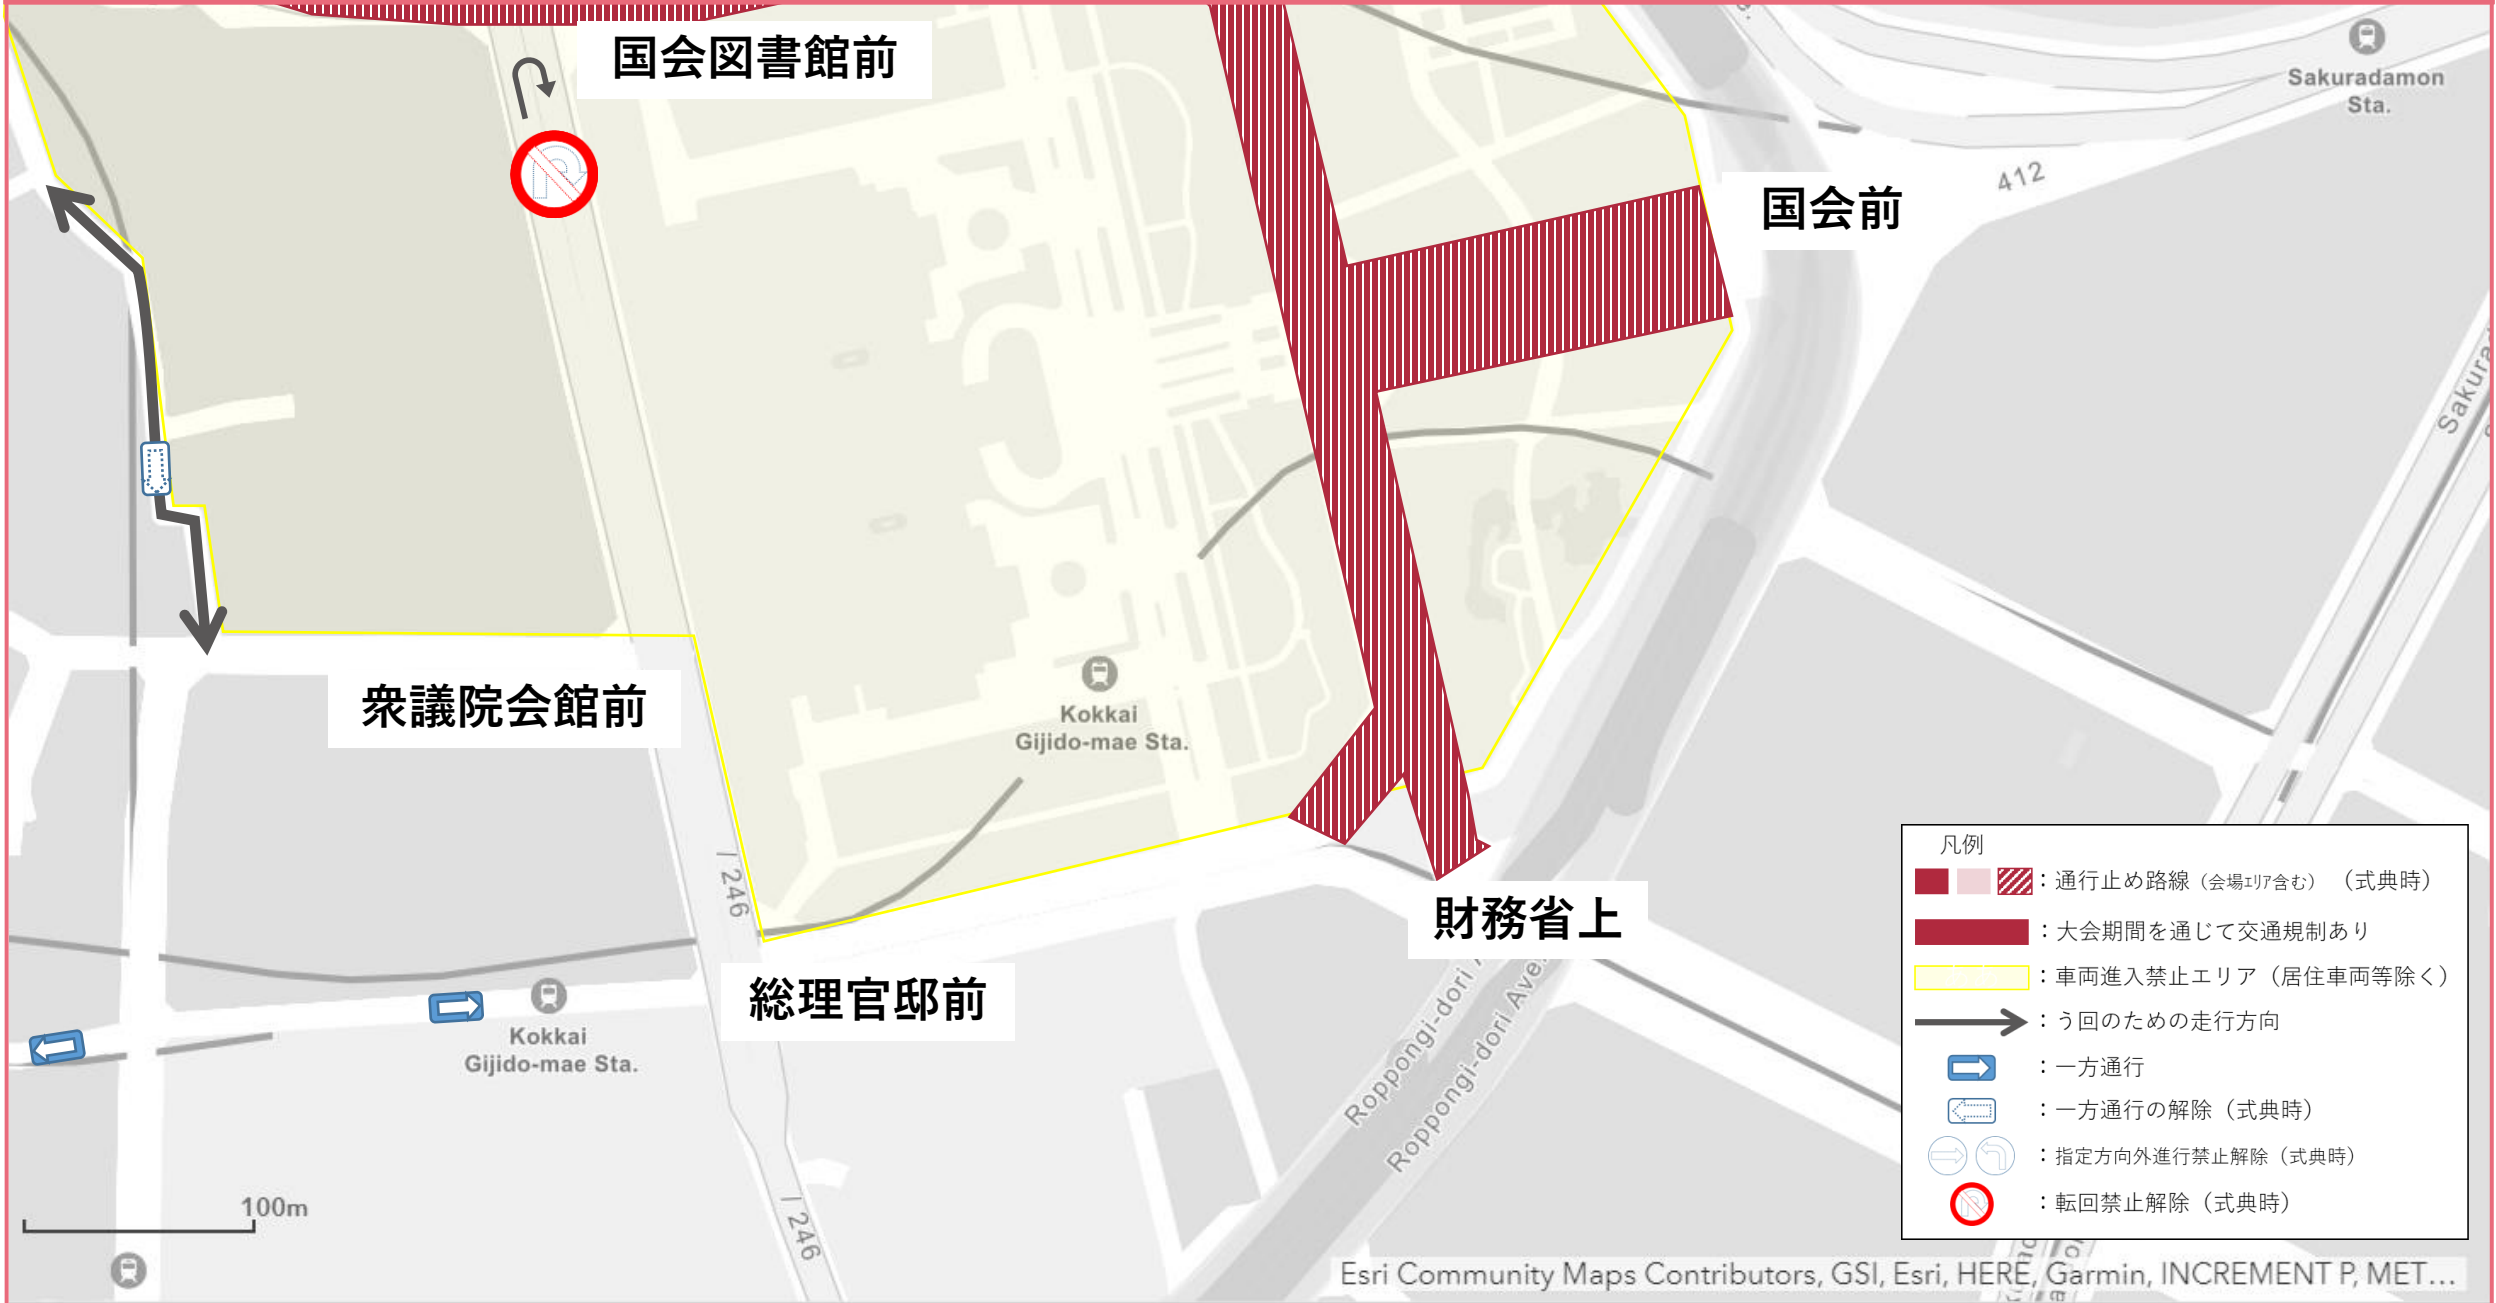 国会図書館前
Sakuradamon
Sta.
412
国会前
Kokkai
Gijido-mae Sta.
衆議院会館前
246
財務省上
総理官邸前
Kokkai
Gijido-mae Sta.
Roppongi-dori
Roppongi-dori Ave
246
100m
凡例
：通行止め路線（会場エリア含む）（式典時）
：大会期間を通じて交通規制あり
：車両進入禁止エリア（居住車両等除く）
：う回のための走行方向
：一方通行
：一方通行の解除（式典時）
：指定方向外進行禁止解除（式典時）
：転回禁止解除（式典時）
Esri Community Maps Contributors, GSI, Esri, HERE, Garmin, INCREMENT P, MET...